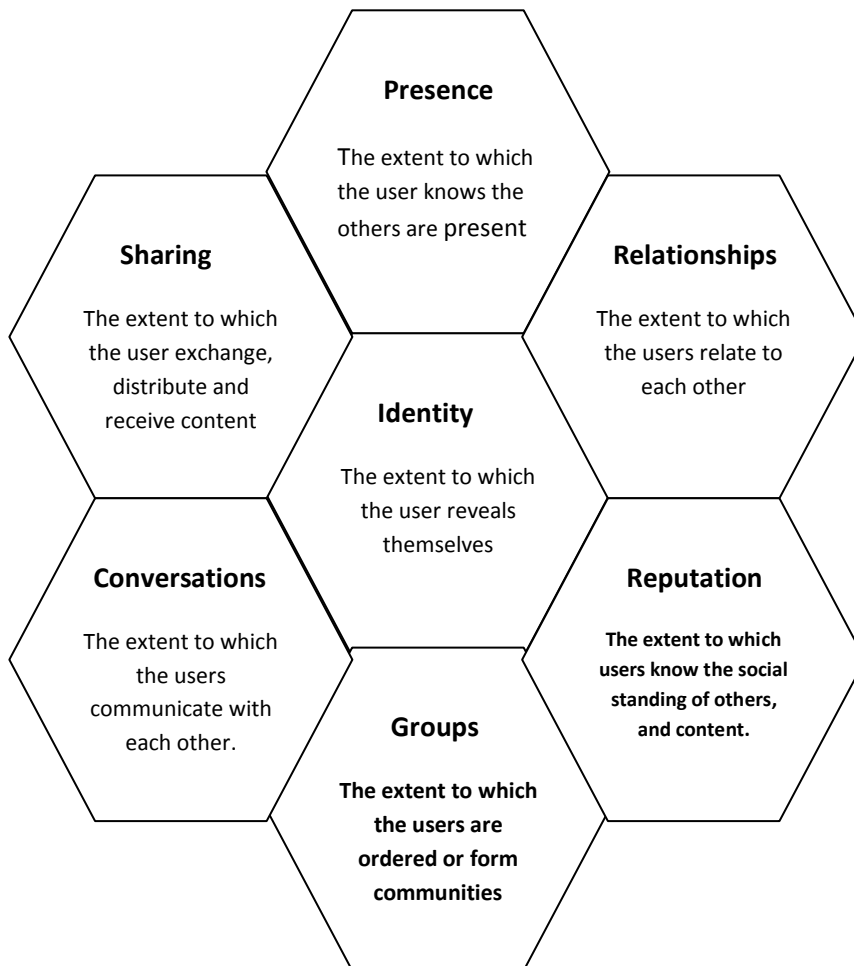 Presence
The extent to which
the user knows the
others are present
Sharing
The extent to which
the user exchange,
distribute and
receive content
Relationships
The extent to which
the users relate to
each other
Identity
The extent to which
the user reveals
themselves
Conversations
The extent to which
the users
communicate with
each other.
Reputation
The extent to which
users know the social
standing of others,
and content.
Groups
The extent to which
the users are
ordered or form
communities